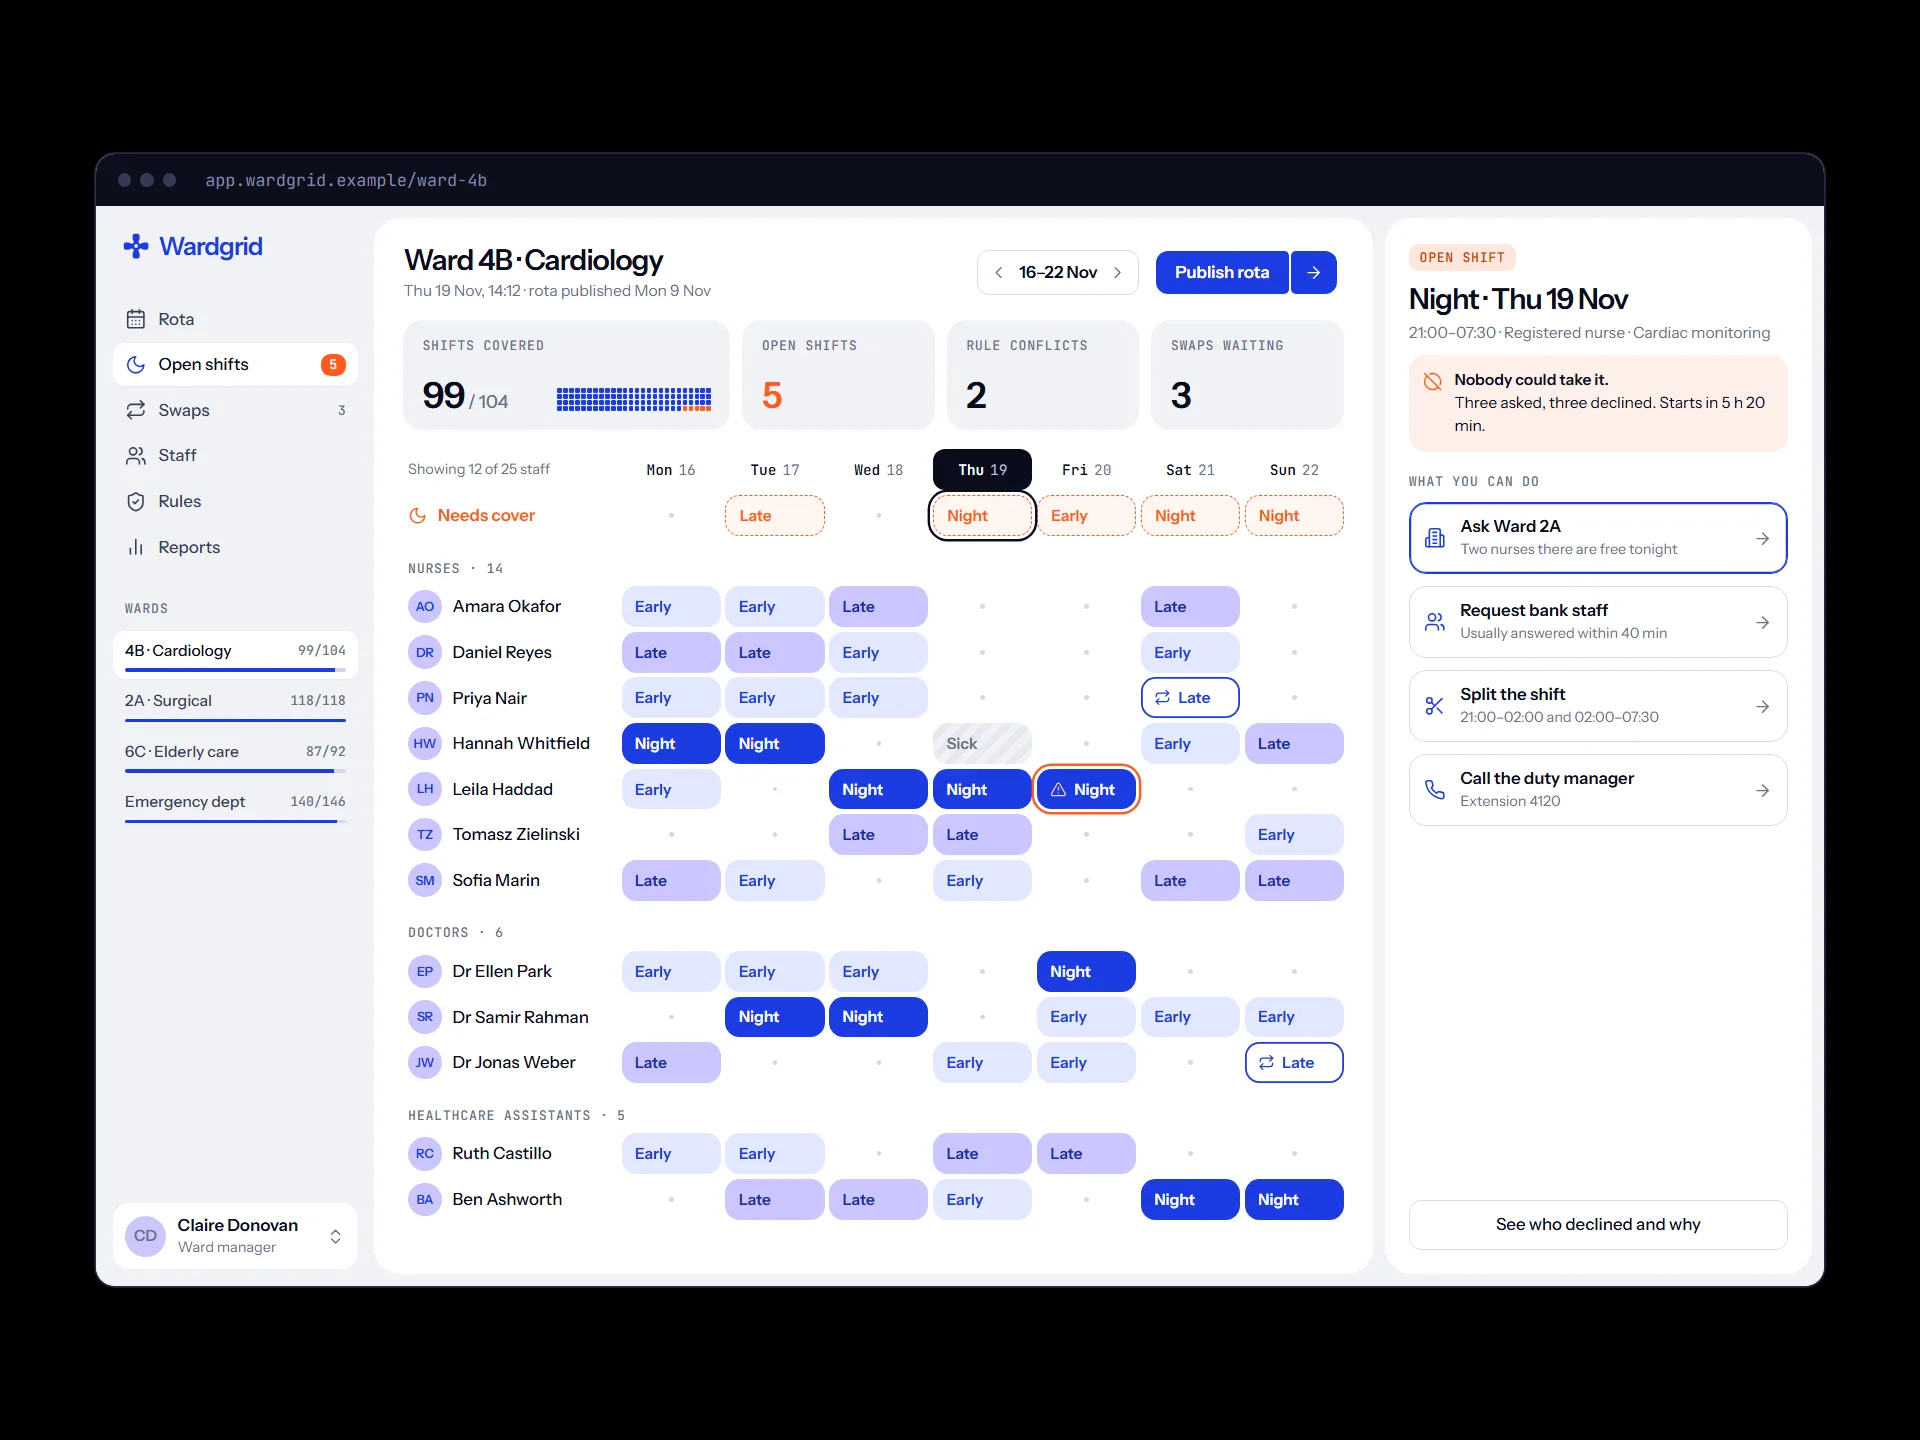 app.wardgrid.example/ward-4b
Wardgrid
Rota
Open shifts 5
Swaps 3
Staff
Rules
Reports
WARDS
4B · Cardiology 99/104
2A · Surgical 118/118
6C · Elderly care 87/92
Emergency dept 140/146
CD
Claire Donovan
Ward manager
Ward 4B · Cardiology
Thu 19 Nov, 14:12 · rota published Mon 9 Nov
16–22 Nov
Publish rota
SHIFTS COVERED
99 / 104
OPEN SHIFTS
5
RULE CONFLICTS
2
SWAPS WAITING
3
Showing 12 of 25 staff Mon 16 Tue 17 Wed 18 Thu 19 Fri 20 Sat 21 Sun 22
Needs cover Late Night Early Night Night
NURSES · 14
AO Amara Okafor Early Early Late Late
DR Daniel Reyes Late Late Early Early
PN Priya Nair Early Early Early Late
HW Hannah Whitfield Night Night Sick Early Late
LH Leila Haddad Early Night Night Night
TZ Tomasz Zielinski Late Late Early
SM Sofia Marin Late Early Early Late Late
DOCTORS · 6
EP Dr Ellen Park Early Early Early Night
SR Dr Samir Rahman Night Night Early Early Early
JW Dr Jonas Weber Late Early Early Late
HEALTHCARE ASSISTANTS · 5
RC Ruth Castillo Early Early Late Late
BA Ben Ashworth Late Late Early Night Night
OPEN SHIFT
Night · Thu 19 Nov
21:00–07:30 · Registered nurse · Cardiac monitoring
Nobody could take it.
Three asked, three declined. Starts in 5 h 20
min.
WHAT YOU CAN DO
Ask Ward 2A
Two nurses there are free tonight
Request bank staff
Usually answered within 40 min
Split the shift
21:00–02:00 and 02:00–07:30
Call the duty manager
Extension 4120
See who declined and why